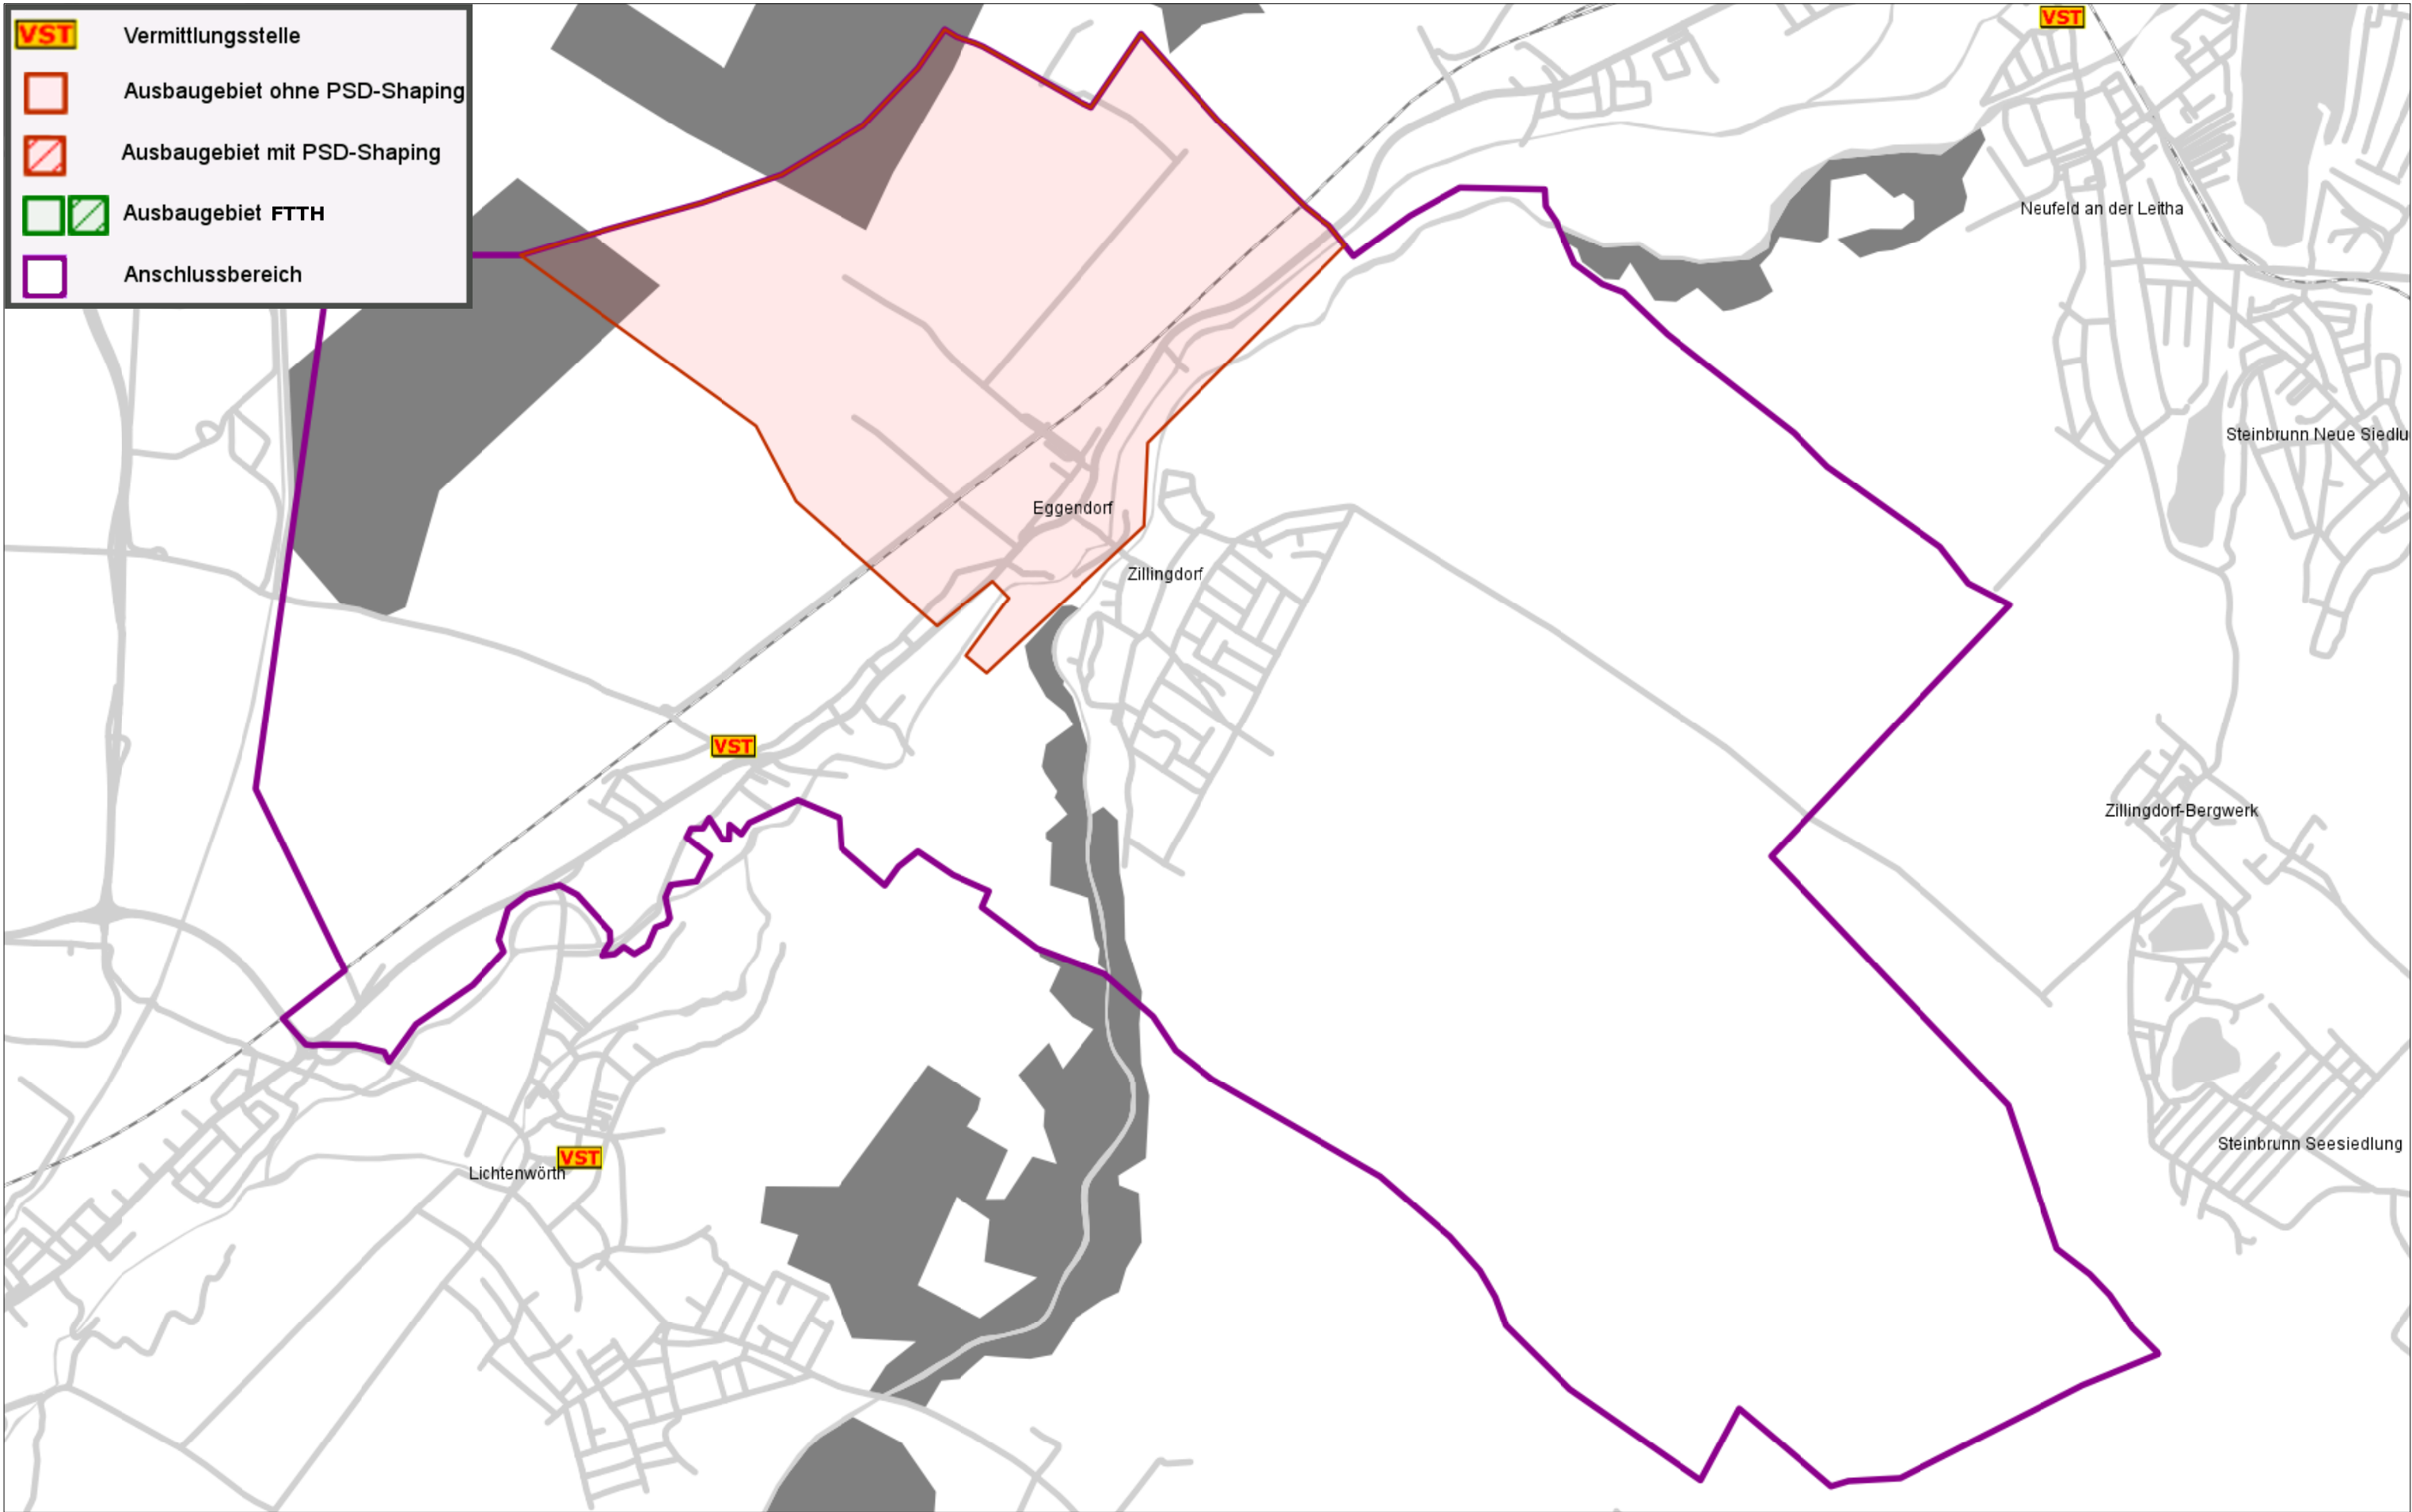 VST Vermittlungsstelle
Ausbaugebiet ohne PSD-Shaping
Ausbaugebiet mit PSD-Shaping
Ausbaugebiet FTTH
Anschlussbereich
VST
Neufeld an der Leitha
Steinbrunn Neue Siedlu
Eggendorf
Zillingdorf
VST
Zillingdorf-Bergwerk
Steinbrunn Seesiedlung
VST
Lichtenwörth